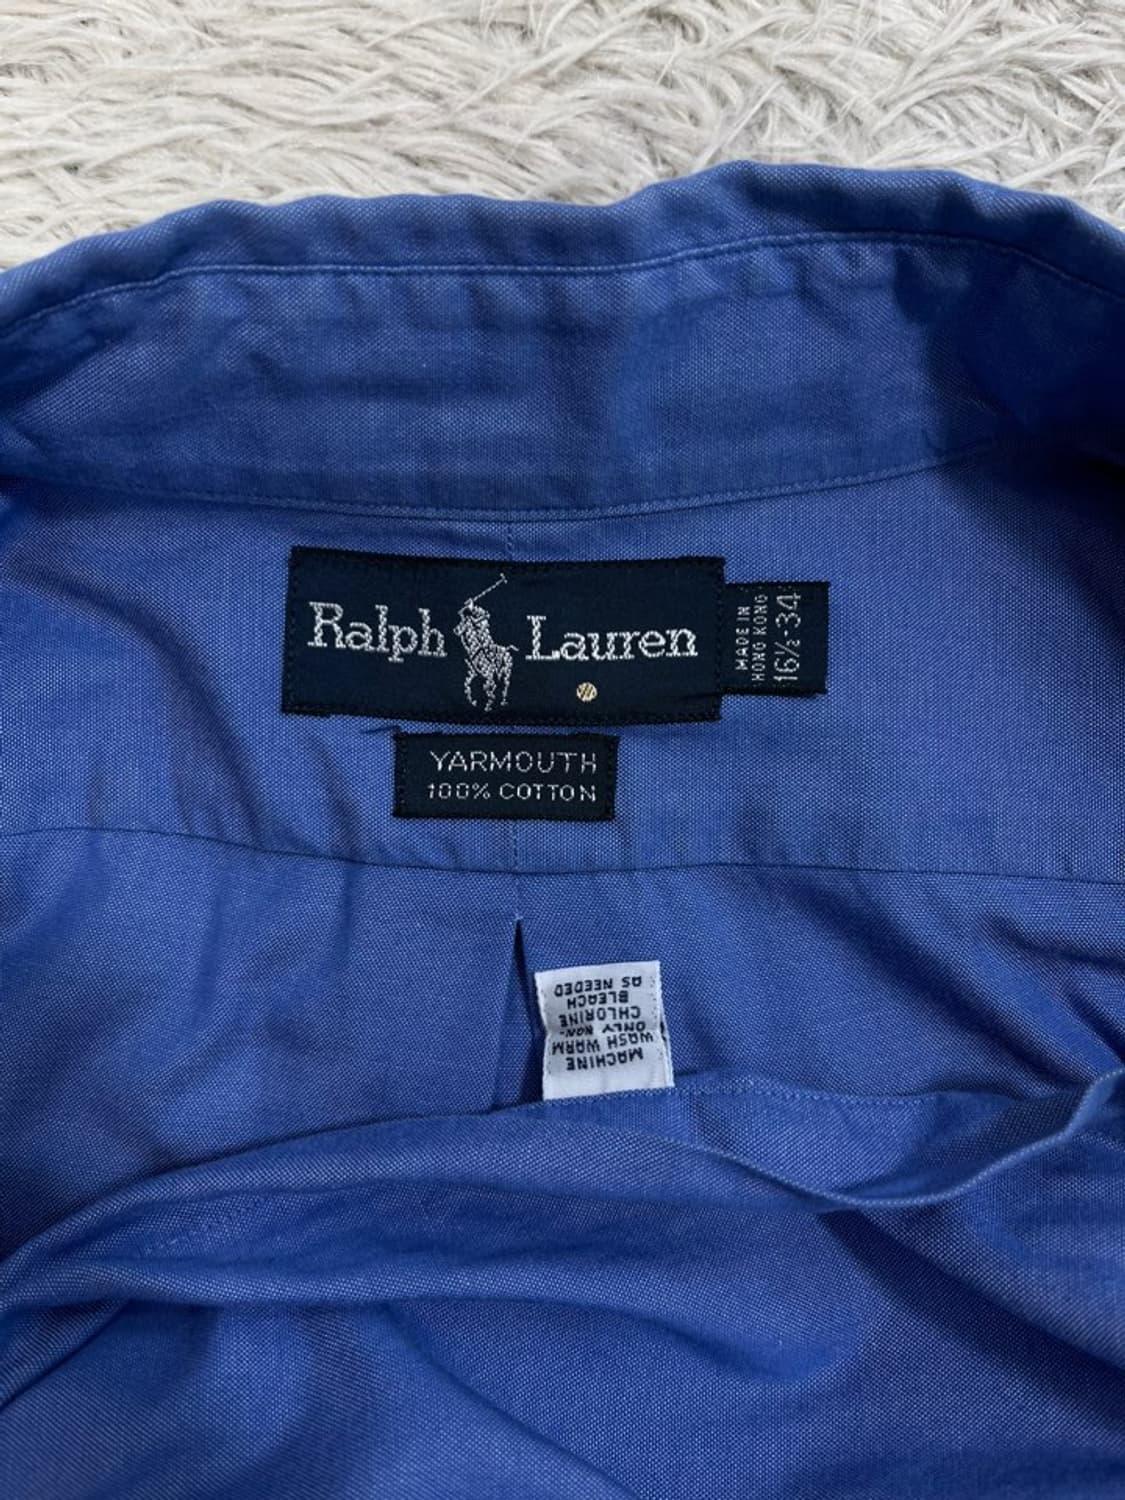 Ralph Lauren
MADE IN
HONG KONG
16½-34
YARMOUTH
100% COTTON
MACHINE
WASH WARM
ONLY NON-
CHLORINE
BLEACH
AS NEEDED